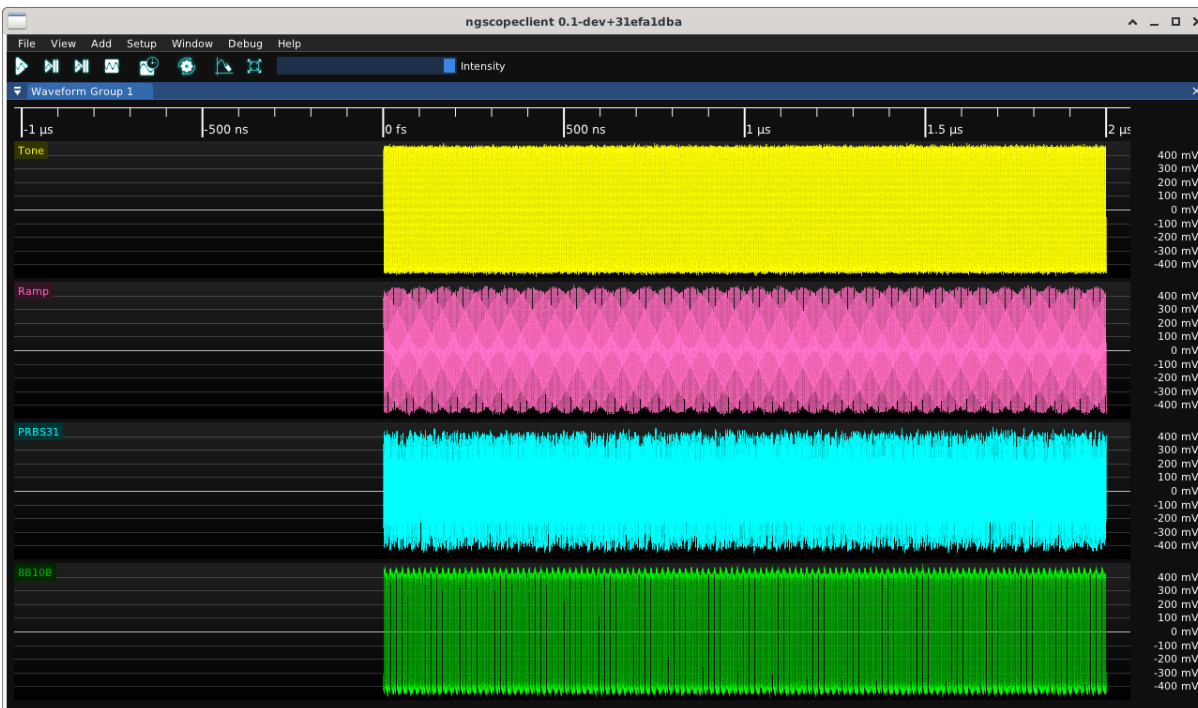 ngscopeclient 0.1-dev+31efa1dba
File View Add Setup Window Debug Help
Intensity
Waveform Group 1
-1 µs -500 ns 0 fs 500 ns 1 µs 1.5 µs 2 µs
Tone
400 mV
300 mV
200 mV
100 mV
0 mV
-100 mV
-200 mV
-300 mV
-400 mV
Ramp
400 mV
300 mV
200 mV
100 mV
0 mV
-100 mV
-200 mV
-300 mV
-400 mV
PRBS31
400 mV
300 mV
200 mV
100 mV
0 mV
-100 mV
-200 mV
-300 mV
-400 mV
8B10B
400 mV
300 mV
200 mV
100 mV
0 mV
-100 mV
-200 mV
-300 mV
-400 mV